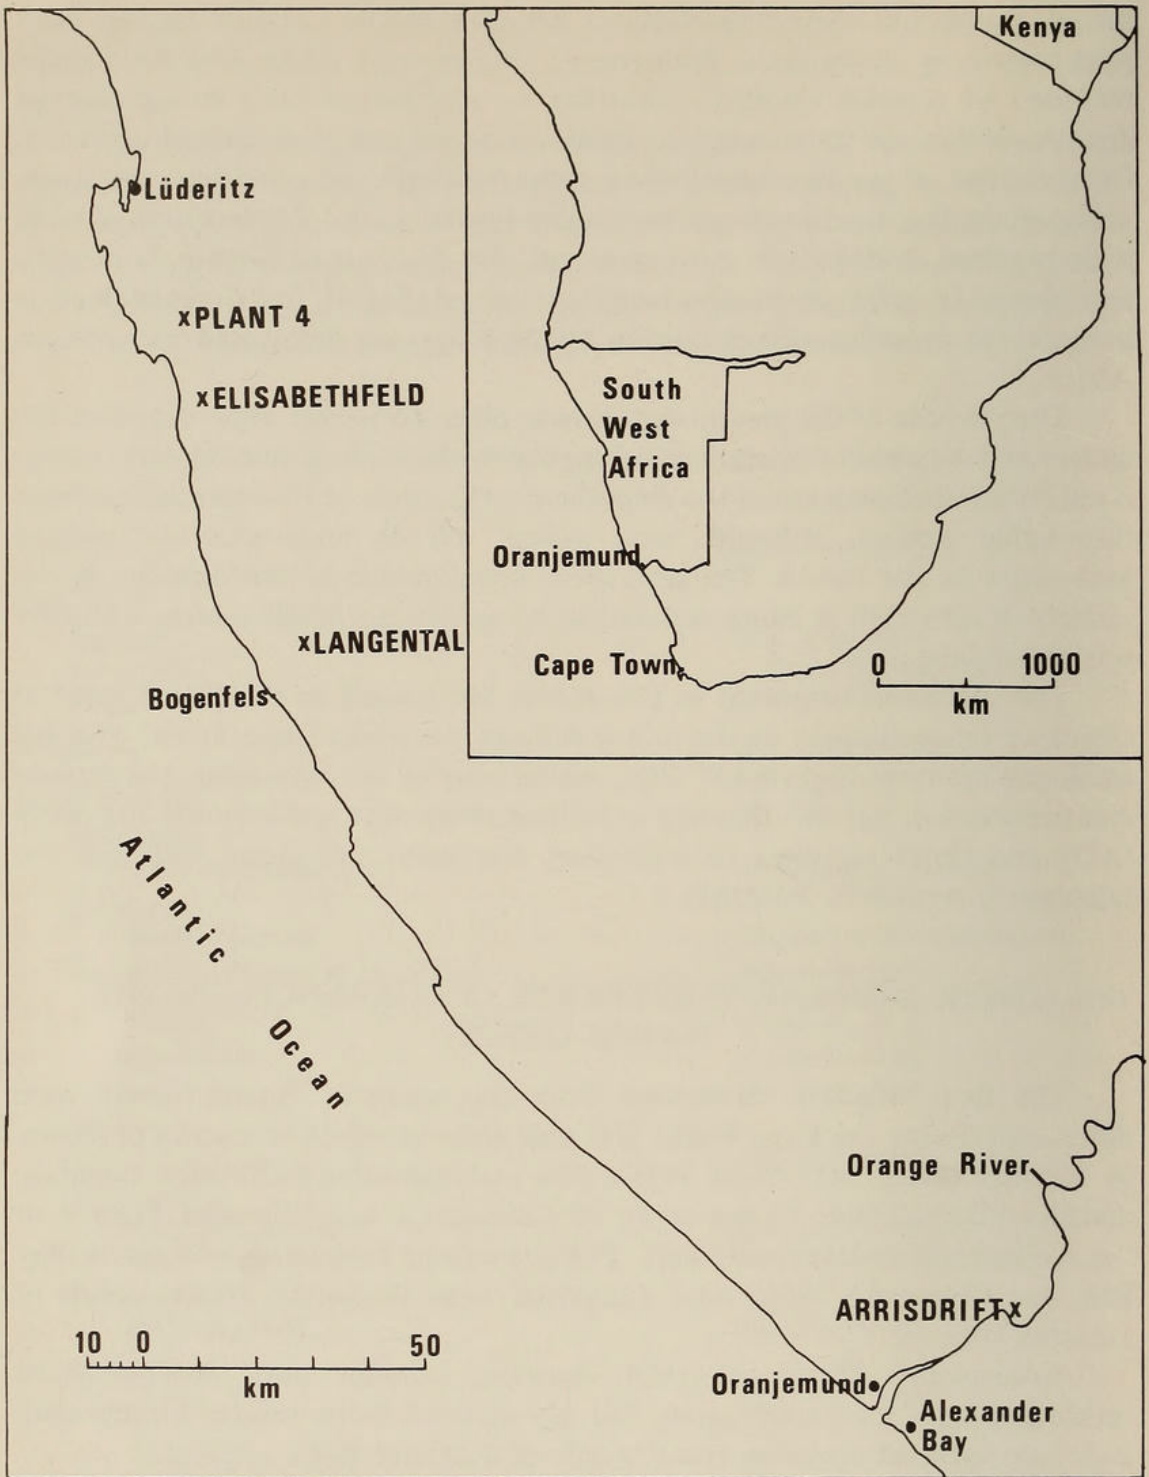 Kenya
Lüderitz
xPLANT 4
xELISABETHFELD
South
West
Africa
Oranjemund
xLANGENTAL
Cape Town
0 1000
km
Bogenfels
Atlantic
Ocean
Orange River
ARRISDRIFTx
10 0 50
km
Oranjemund
Alexander
Bay